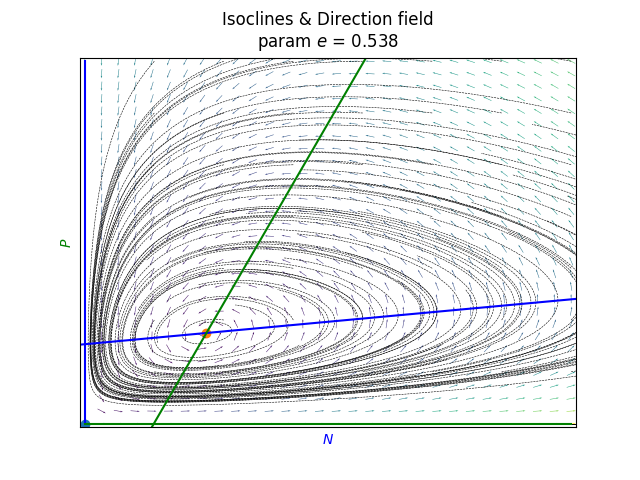 Isoclines & Direction field
param e = 0.538
P
N